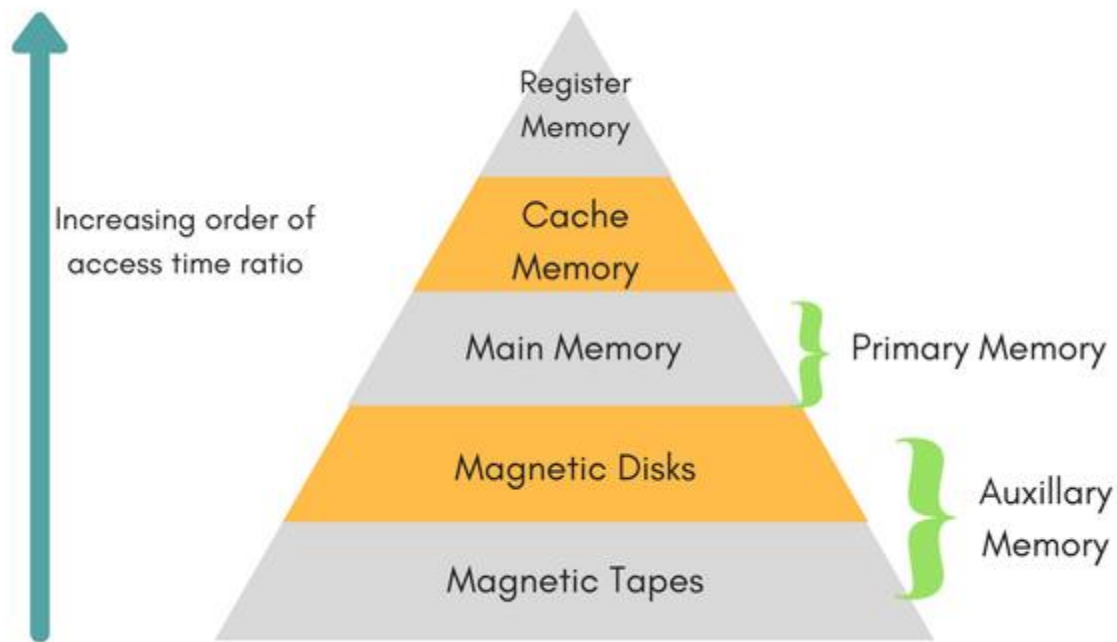 Register
Memory
Increasing order of
access time ratio
Cache
Memory
Main Memory
Primary Memory
Magnetic Disks
Auxillary
Memory
Magnetic Tapes